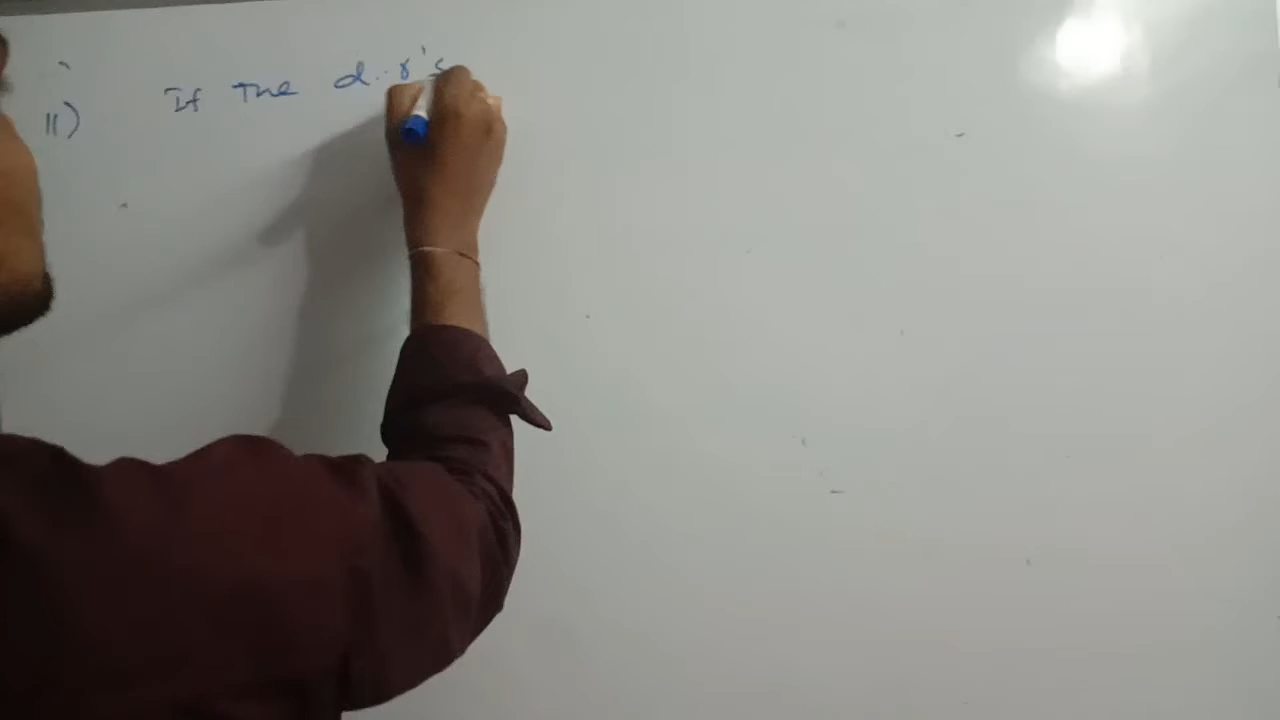 11) If The d.r's